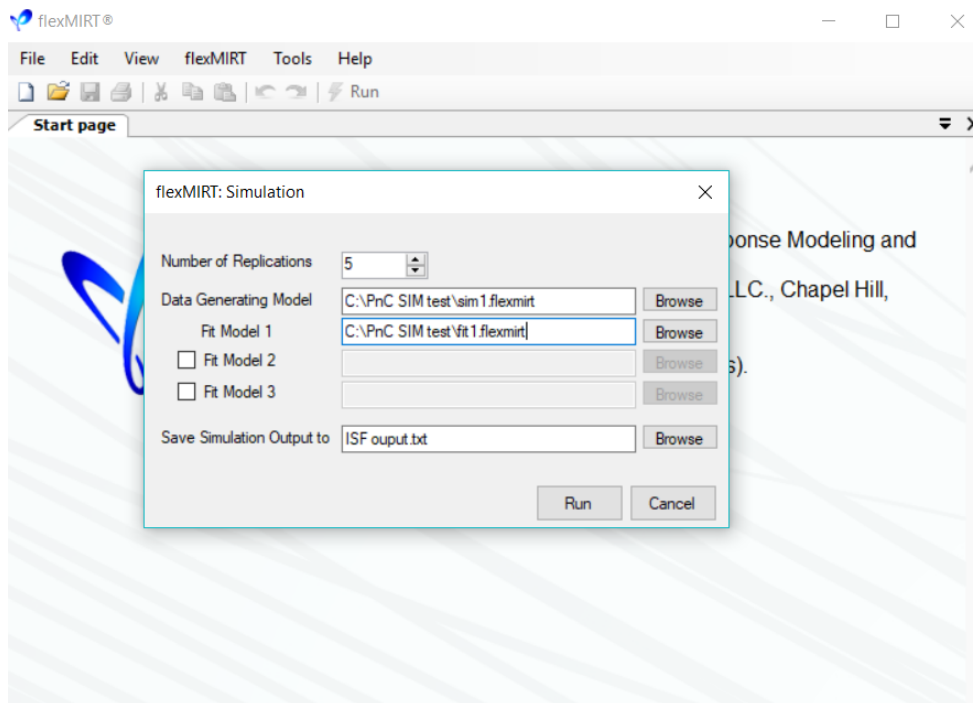 flexMIRT®
File Edit View flexMIRT Tools Help
Run
Start page
flexMIRT: Simulation
Number of Replications 5
Data Generating Model C:\PnC SIM test\sim1.flexmirt Browse
Fit Model 1 C:\PnC SIM test\fit1.flexmirt Browse
Fit Model 2 Browse
Fit Model 3 Browse
Save Simulation Output to ISF ouput.txt Browse
Run Cancel
ponse Modeling and
LLC., Chapel Hill,
s).